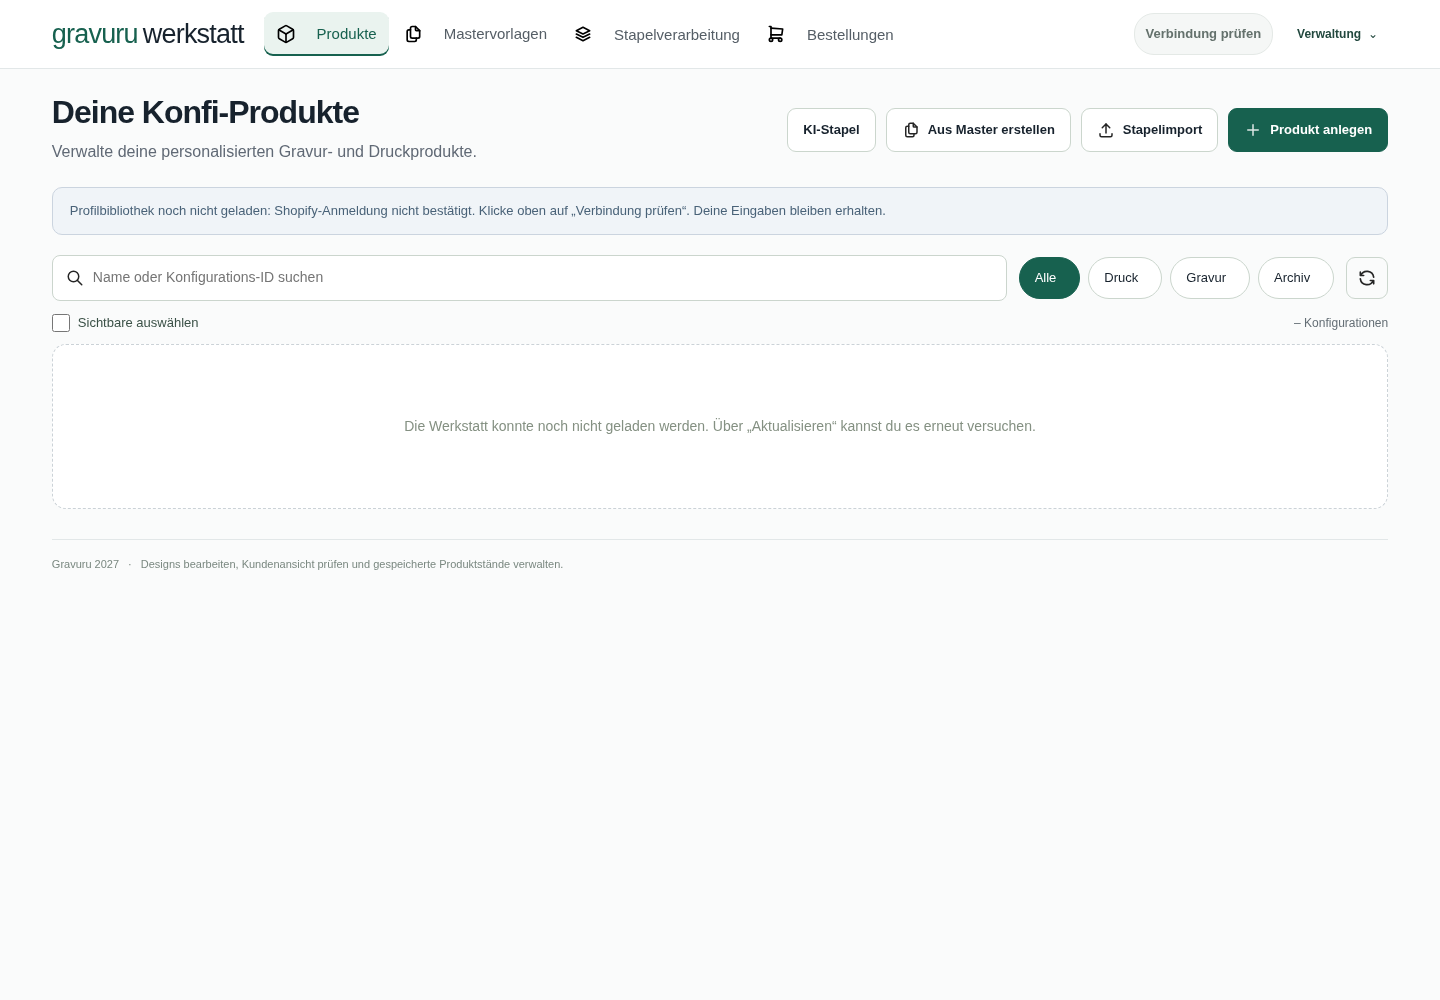 gravuru werkstatt
Produkte
Mastervorlagen
Stapelverarbeitung
Bestellungen
Verbindung prüfen
Verwaltung
Deine Konfi-Produkte
Verwalte deine personalisierten Gravur- und Druckprodukte.
KI-Stapel
Aus Master erstellen
Stapelimport
Produkt anlegen
Profilbibliothek noch nicht geladen: Shopify-Anmeldung nicht bestätigt. Klicke oben auf „Verbindung prüfen“. Deine Eingaben bleiben erhalten.
Name oder Konfigurations-ID suchen
Alle
Druck
Gravur
Archiv
Sichtbare auswählen
– Konfigurationen
Die Werkstatt konnte noch nicht geladen werden. Über „Aktualisieren“ kannst du es erneut versuchen.
Gravuru 2027 · Designs bearbeiten, Kundenansicht prüfen und gespeicherte Produktstände verwalten.